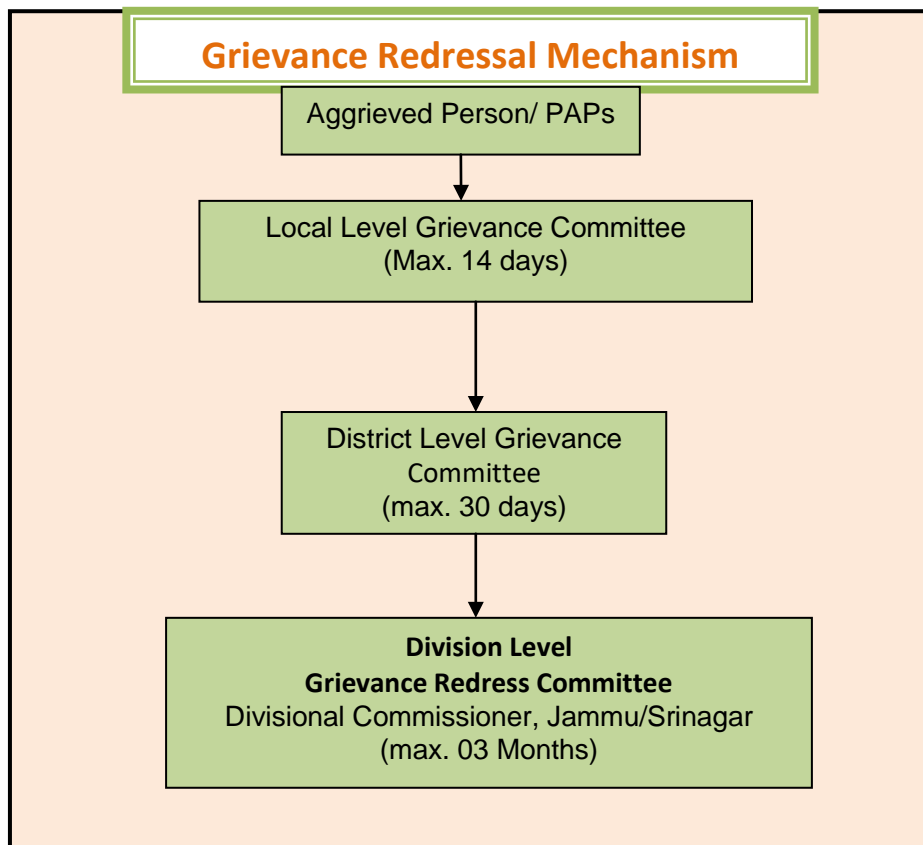 Grievance Redressal Mechanism
Aggrieved Person/ PAPs
Local Level Grievance Committee
(Max. 14 days)
District Level Grievance
Committee
(max. 30 days)
Division Level
Grievance Redress Committee
Divisional Commissioner, Jammu/Srinagar
(max. 03 Months)